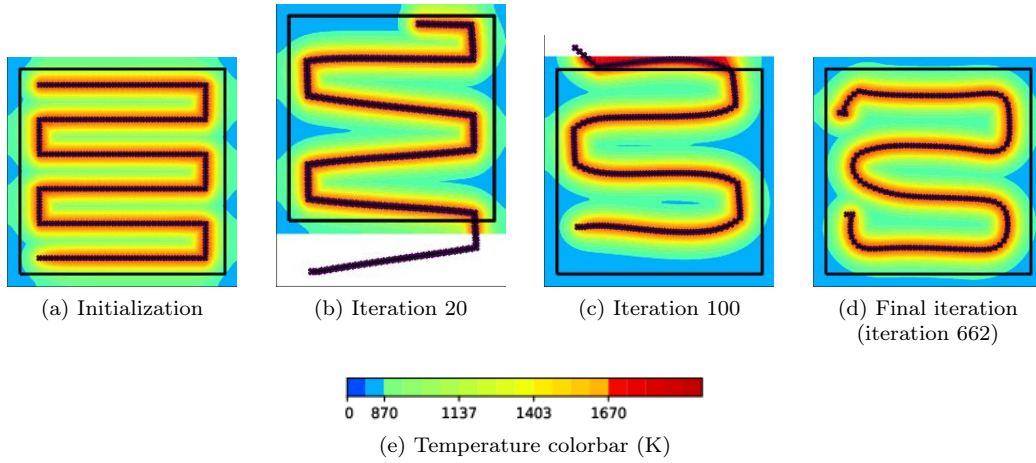 (a) Initialization
(b) Iteration 20
(c) Iteration 100
(d) Final iteration
(iteration 662)
0 870 1137 1403 1670
(e) Temperature colorbar (K)